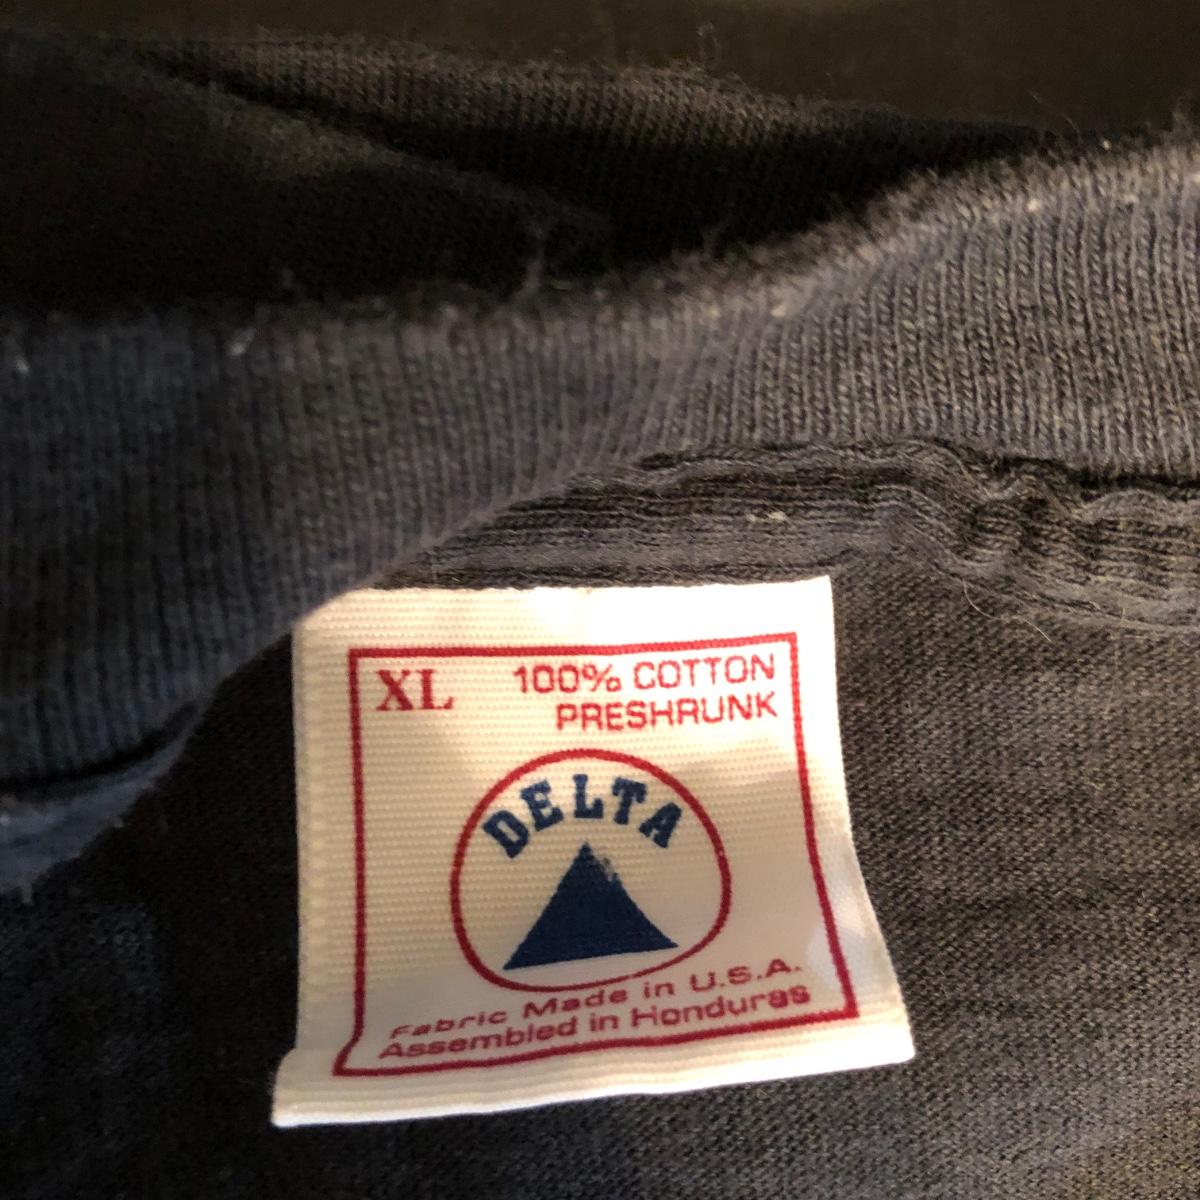 XL 100% COTTON
PRESHRUNK
DELTA
Fabric Made in U.S.A.
Assembled in Honduras